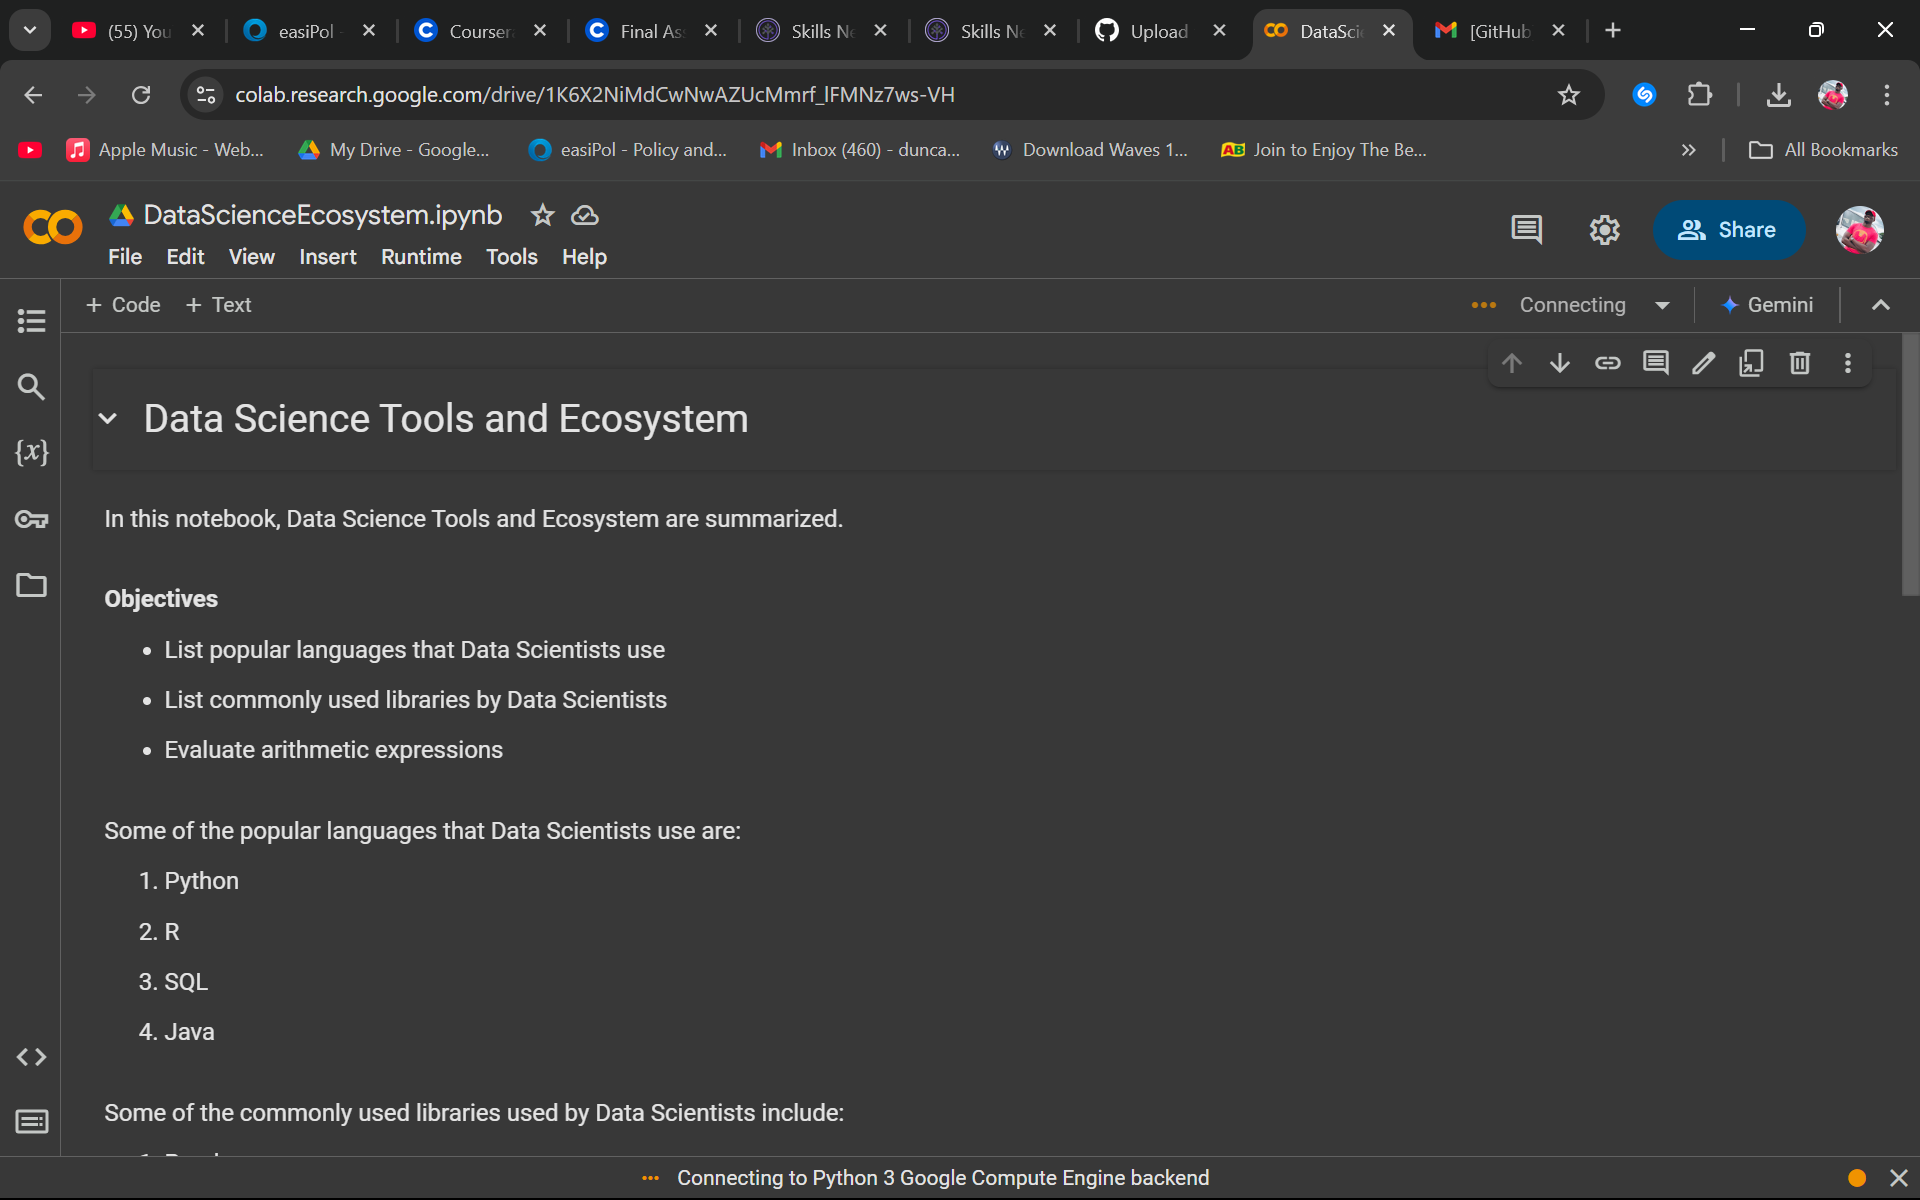 (55) You
easiPol -
Courser
Final As
Skills Ne
Skills Ne
Upload
DataScie
[GitHub
colab.research.google.com/drive/1K6X2NiMdCwNwAZUcMmrf_lFMNz7ws-VH
Apple Music - Web...
My Drive - Google...
easiPol - Policy and...
Inbox (460) - dunca...
Download Waves 1...
AB Join to Enjoy The Be...
All Bookmarks
DataScienceEcosystem.ipynb
File Edit View Insert Runtime Tools Help
Share
+ Code + Text
Connecting
Gemini
{x}
Data Science Tools and Ecosystem
In this notebook, Data Science Tools and Ecosystem are summarized.
Objectives
• List popular languages that Data Scientists use
• List commonly used libraries by Data Scientists
• Evaluate arithmetic expressions
Some of the popular languages that Data Scientists use are:
1. Python
2. R
3. SQL
4. Java
Some of the commonly used libraries used by Data Scientists include:
Connecting to Python 3 Google Compute Engine backend